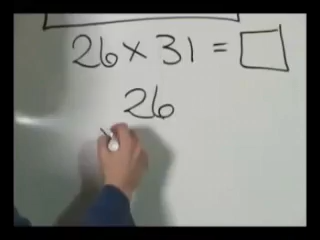 26 × 31 = □
26